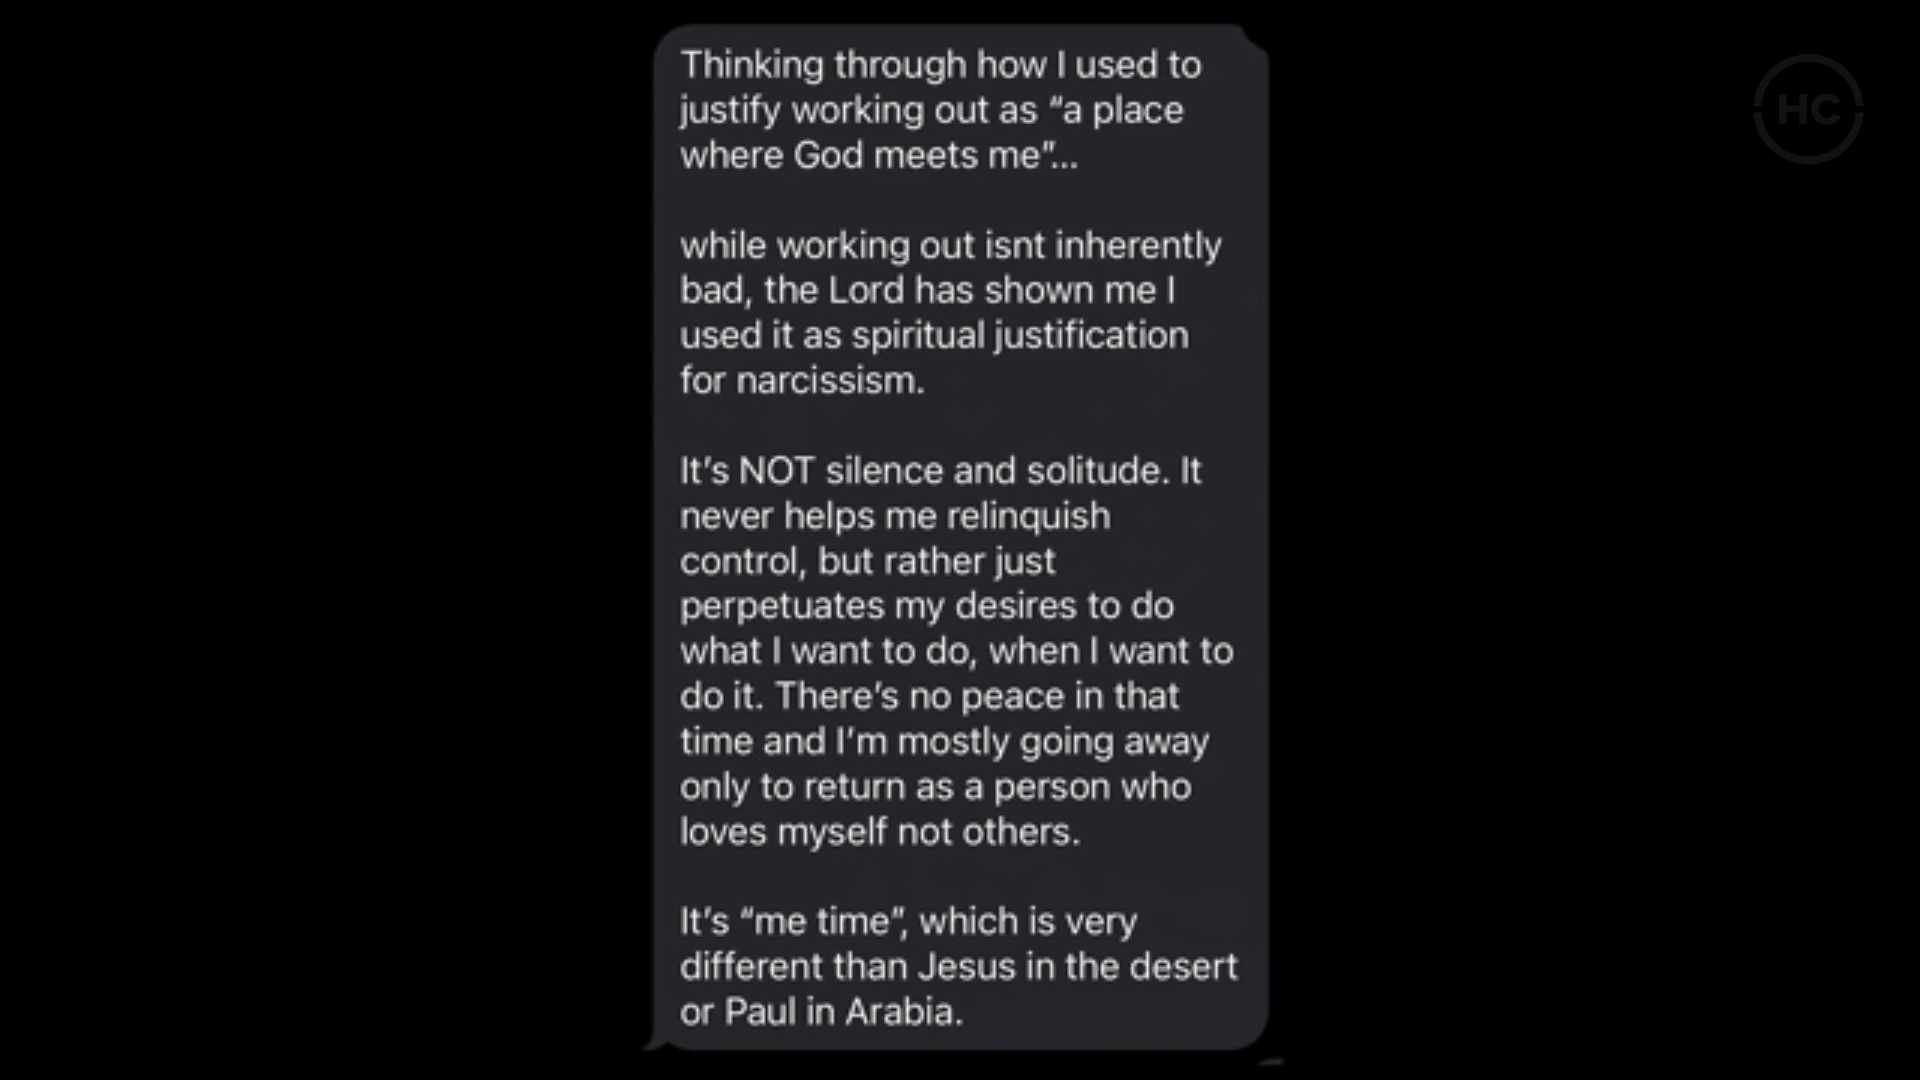 Thinking through how I used to
justify working out as “a place
where God meets me”...
while working out isnt inherently
bad, the Lord has shown me I
used it as spiritual justification
for narcissism.
It’s NOT silence and solitude. It
never helps me relinquish
control, but rather just
perpetuates my desires to do
what I want to do, when I want to
do it. There’s no peace in that
time and I’m mostly going away
only to return as a person who
loves myself not others.
It’s “me time”, which is very
different than Jesus in the desert
or Paul in Arabia.
HC